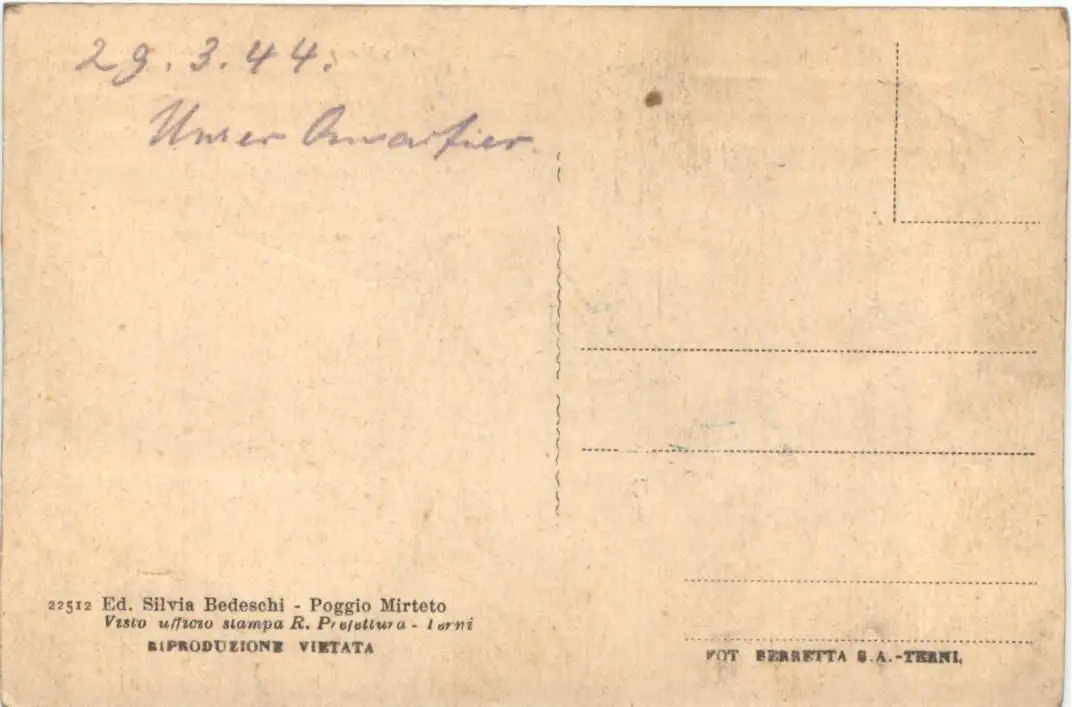 29.3.44.
Unser Quartier.
22512 Ed. Silvia Bedeschi - Poggio Mirteto
Visto ufficio stampa R. Prefettura - Terni
RIPRODUZIONE VIETATA
FOT BERRETTA S.A.-TERNI.